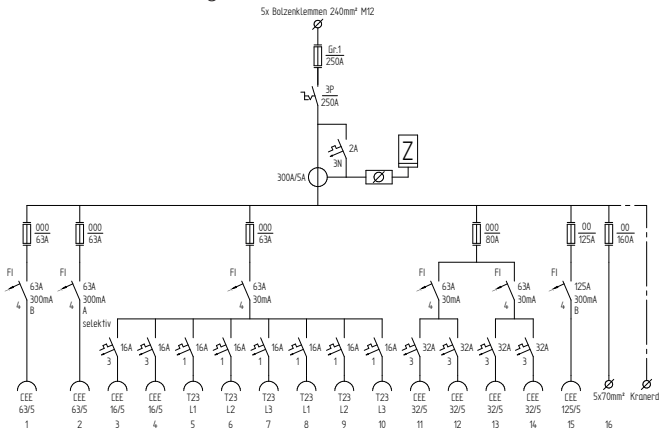 5x Bolzenklemmen 240mm² M12
Gr.1
250A
3P
250A
2A
3N
Z
300A/5A
000
63A
000
63A
000
63A
000
80A
00
125A
00
160A
FI
63A
300mA
4
B
FI
63A
300mA
4
A
selektiv
FI
63A
30mA
4
FI
63A
30mA
4
FI
63A
30mA
4
FI
125A
300mA
4
B
16A
3
16A
3
16A
1
16A
1
16A
1
16A
1
16A
1
16A
1
32A
3
32A
3
32A
3
32A
3
CEE CEE CEE CEE T23 T23 T23 T23 T23 T23 CEE CEE CEE CEE CEE 5x70mm² Kranerd
63/5 63/5 16/5 16/5 L1 L2 L3 L1 L2 L3 32/5 32/5 32/5 32/5 125/5
1 2 3 4 5 6 7 8 9 10 11 12 13 14 15 16